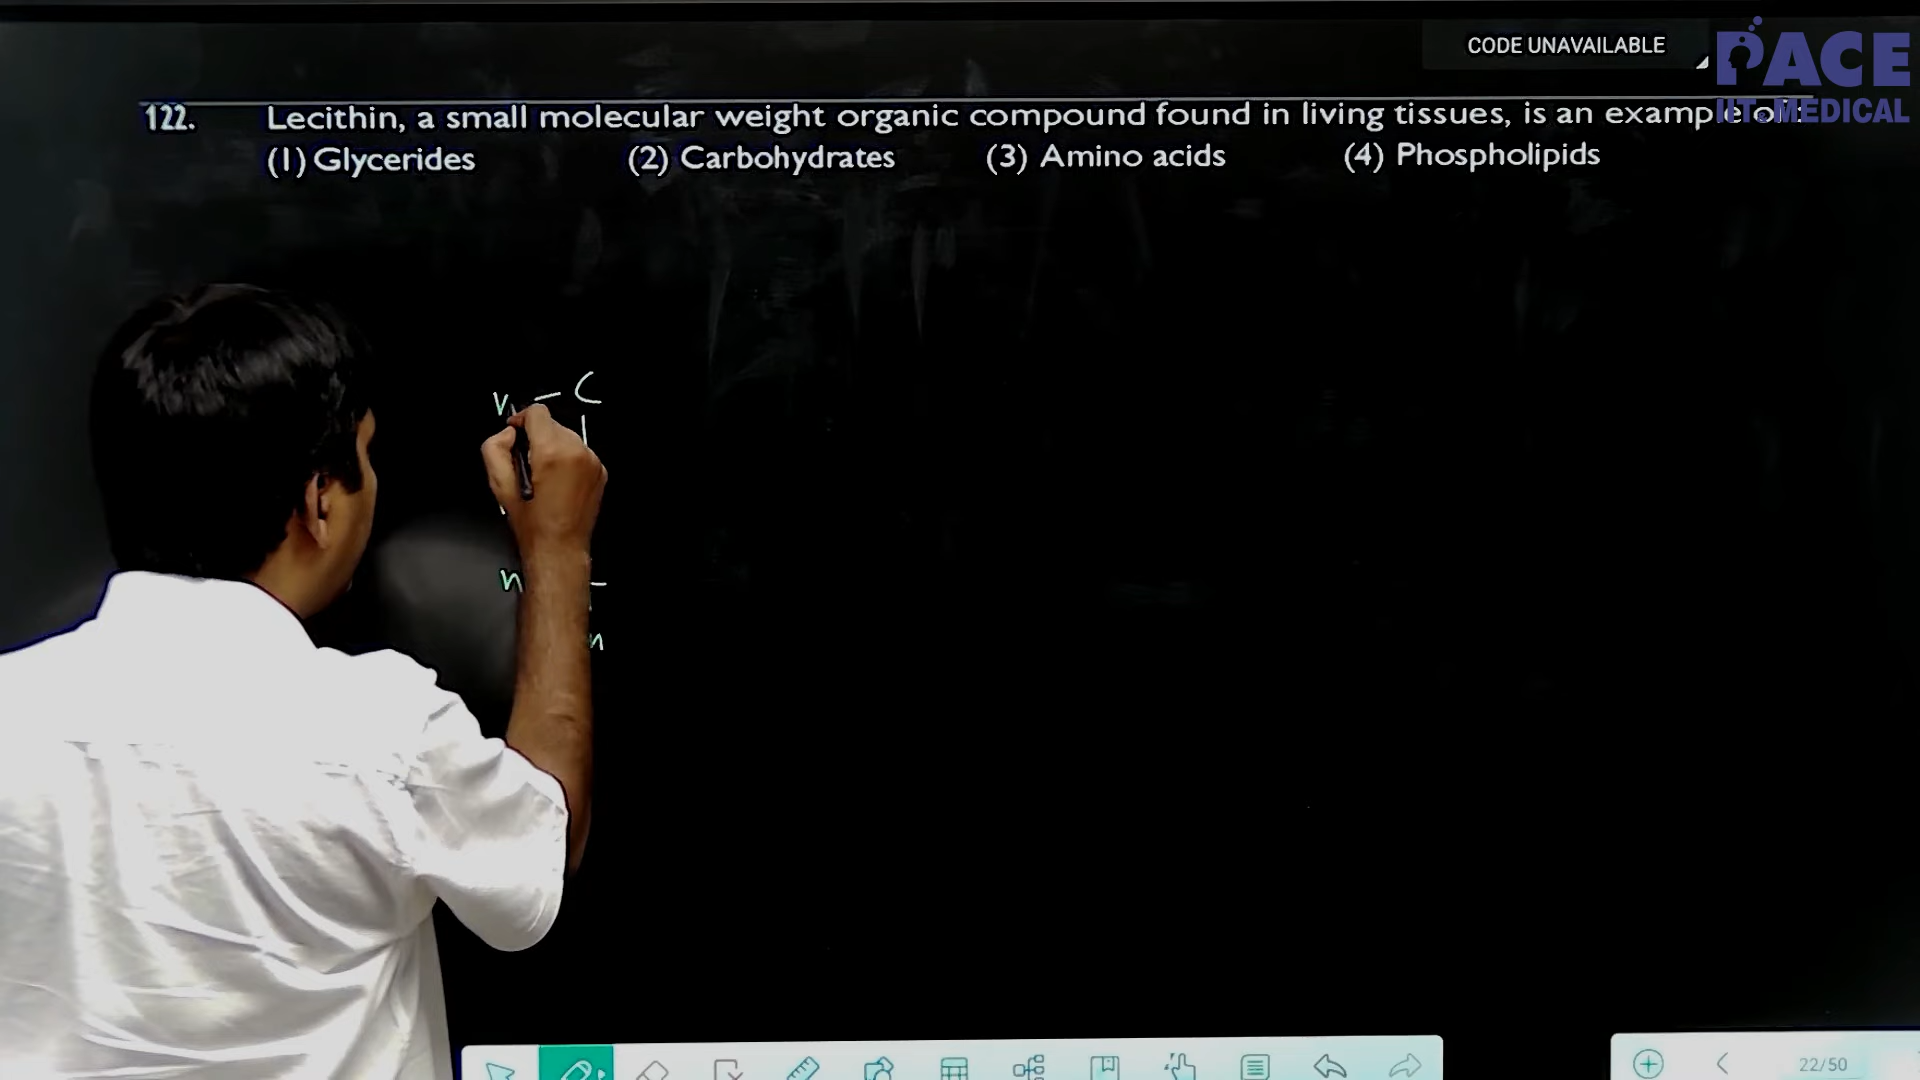 CODE UNAVAILABLE
PACE
IIT & MEDICAL
122. Lecithin, a small molecular weight organic compound found in living tissues, is an example of:
(1) Glycerides (2) Carbohydrates (3) Amino acids (4) Phospholipids
C
n
n
22/50